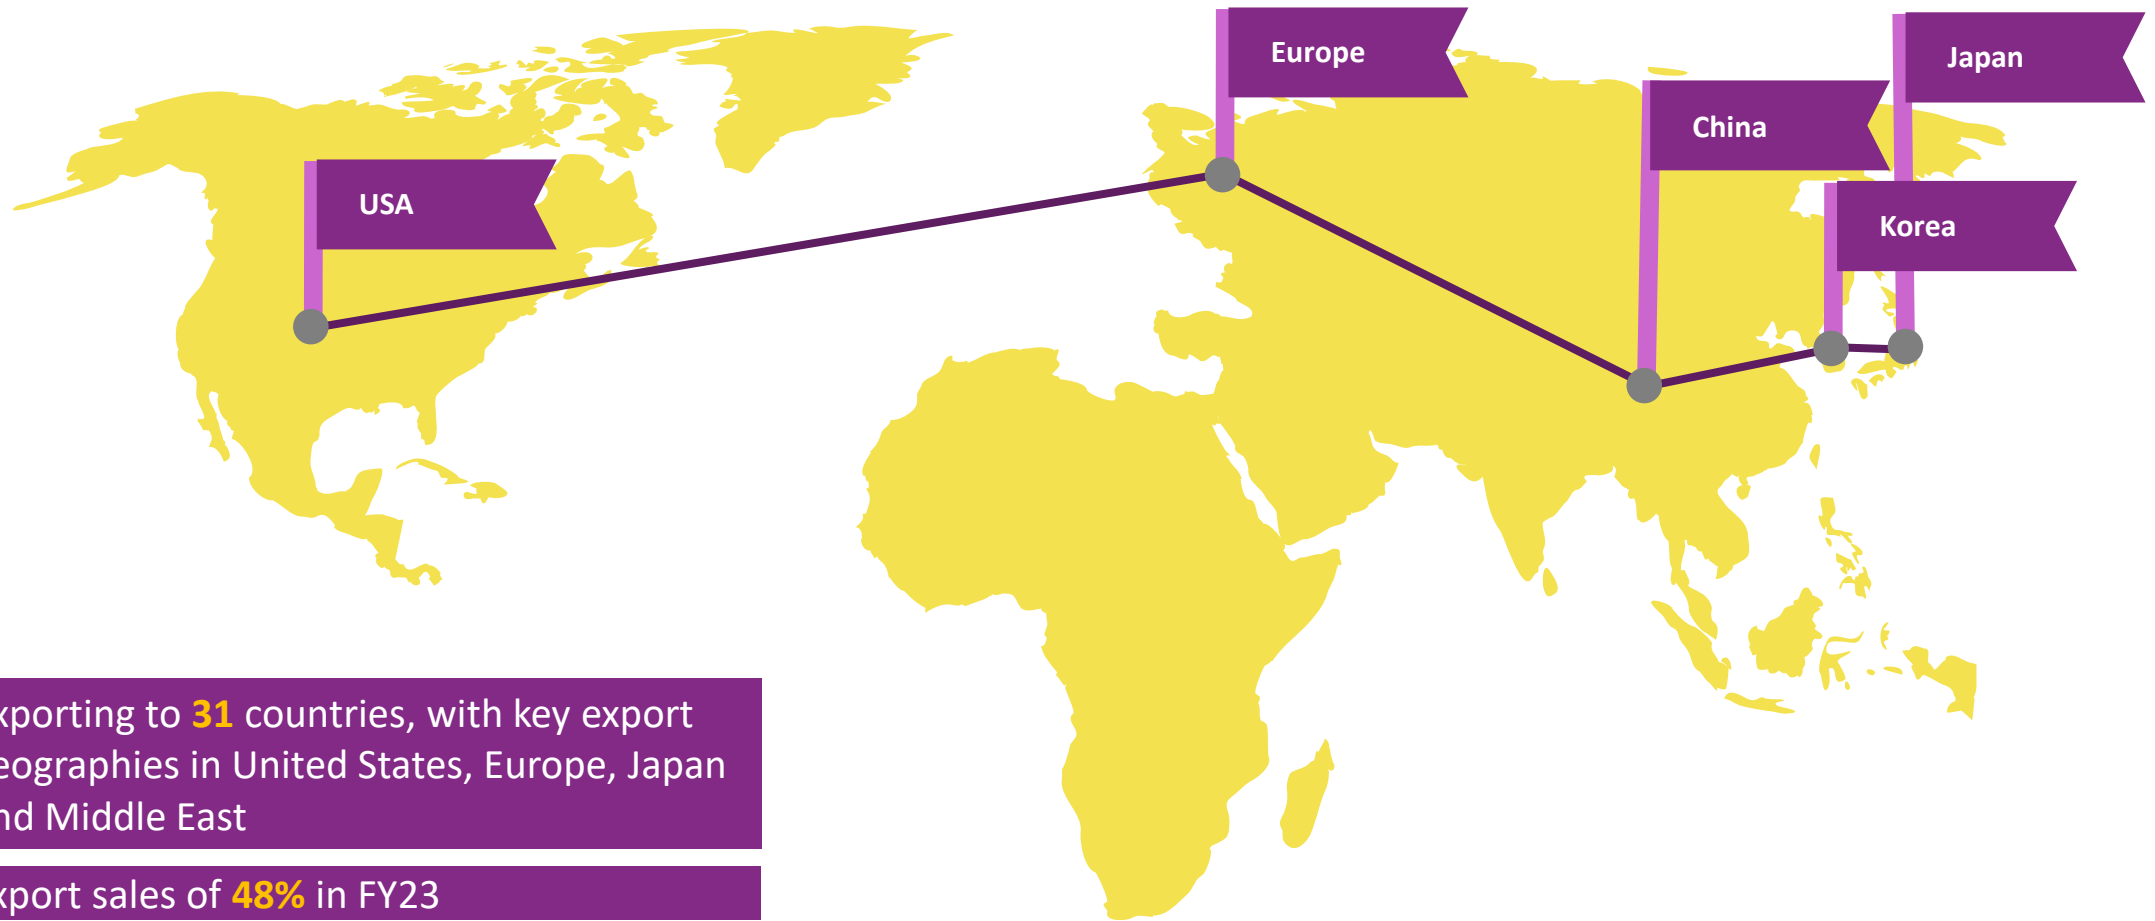 Europe
Japan
China
USA
Korea
xporting to 31 countries, with key export
eographies in United States, Europe, Japan
nd Middle East
xport sales of 48% in FY23